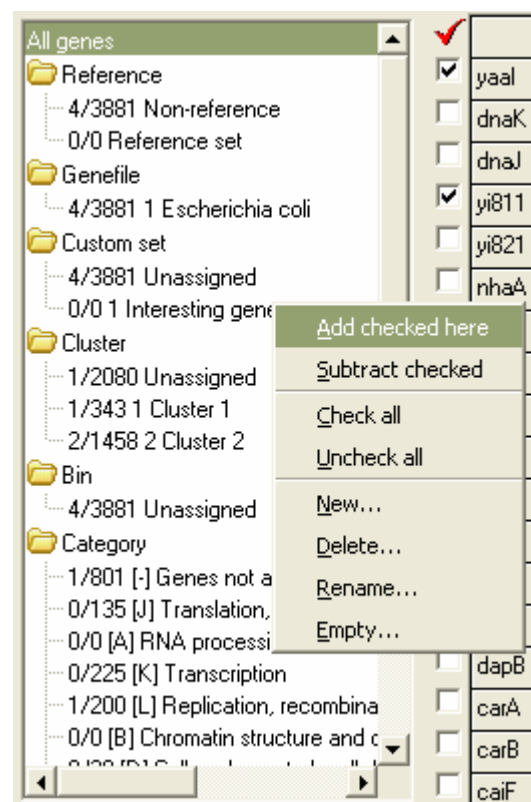 All genes
Reference
4/3881 Non-reference
0/0 Reference set
Genefile
4/3881 1 Escherichia coli
Custom set
4/3881 Unassigned
0/0 1 Interesting gene
Cluster
1/2080 Unassigned
1/343 1 Cluster 1
2/1458 2 Cluster 2
Bin
4/3881 Unassigned
Category
1/801 [-] Genes not a
0/135 [J] Translation,
0/0 [A] RNA processi
0/225 [K] Transcription
1/200 [L] Replication, recombina
0/0 [B] Chromatin structure and c
Add checked here
Subtract checked
Check all
Uncheck all
New...
Delete...
Rename...
Empty...
yaaI
dnaK
dnaJ
yi811
yi821
nhaA
dapB
carA
carB
caiF